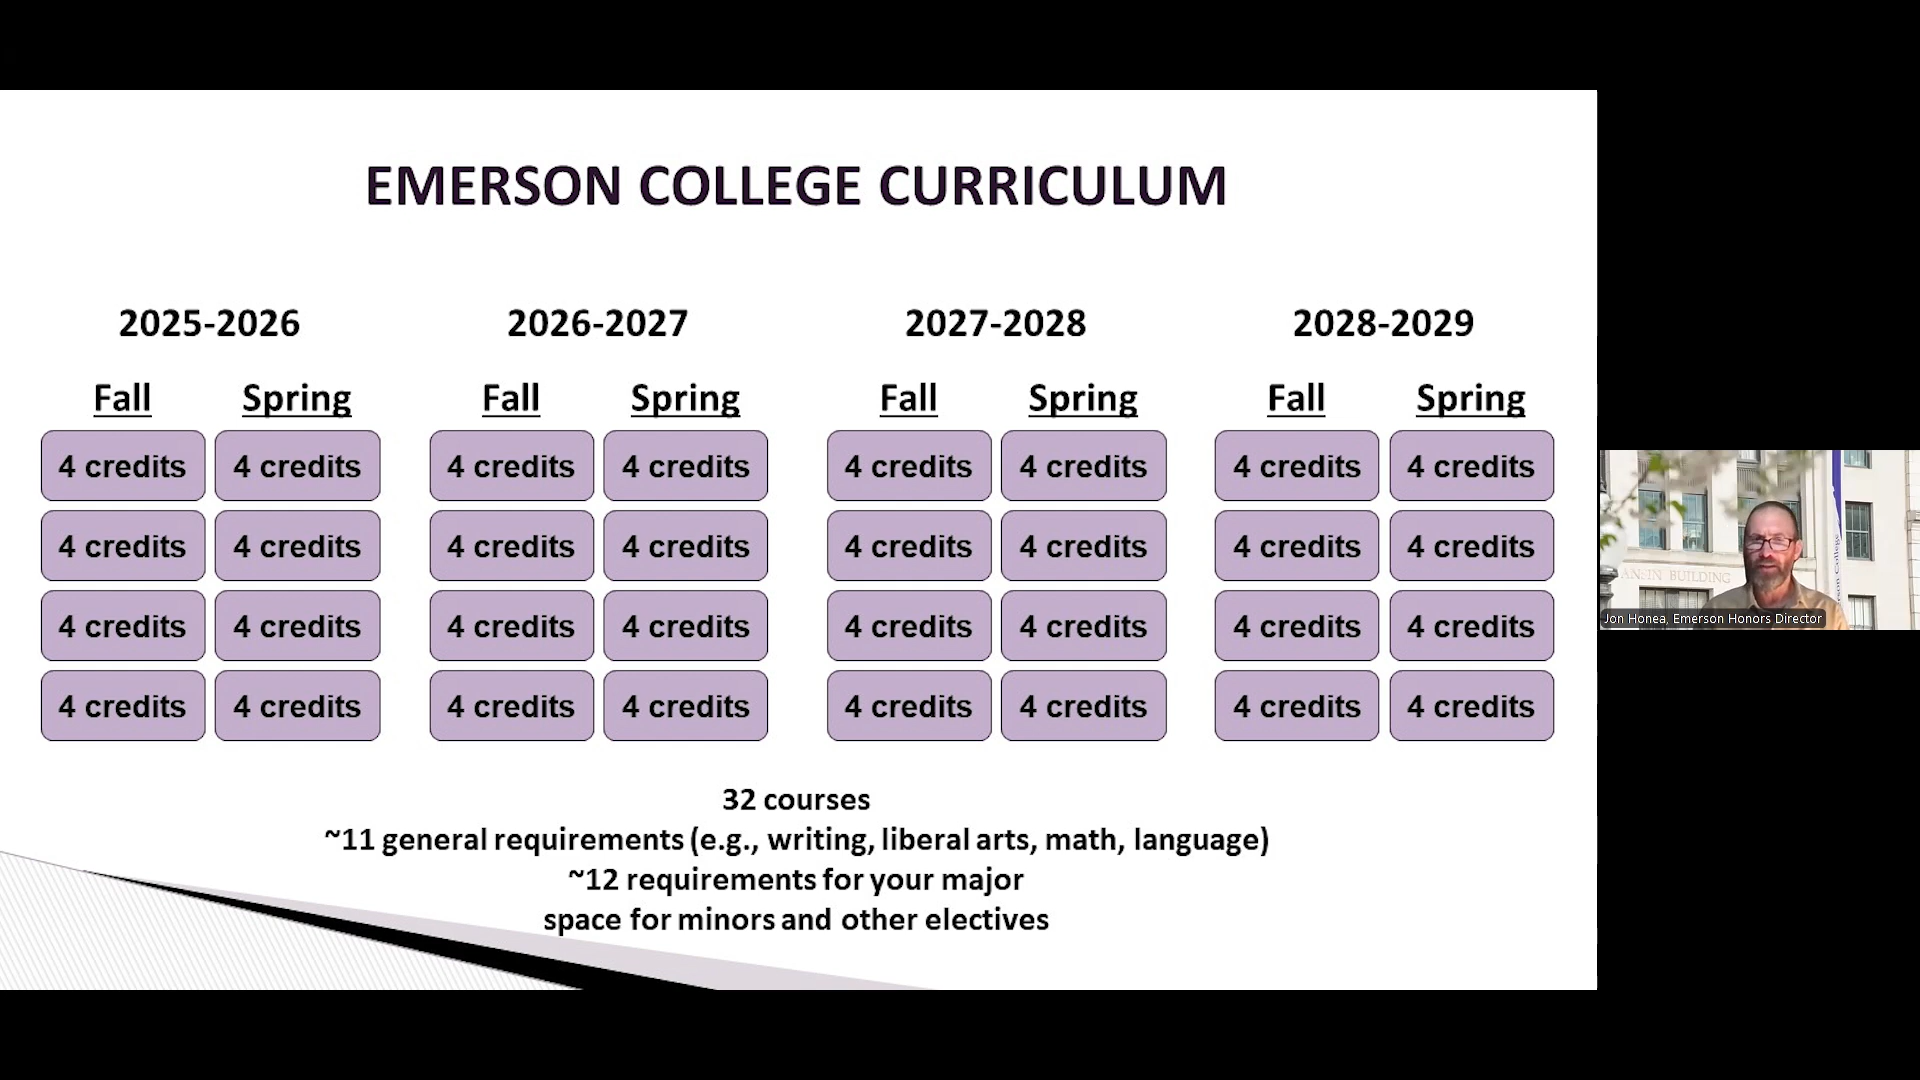 EMERSON COLLEGE CURRICULUM
2025-2026 2026-2027 2027-2028 2028-2029
Fall Spring Fall Spring Fall Spring Fall Spring
4 credits 4 credits 4 credits 4 credits 4 credits 4 credits 4 credits 4 credits
4 credits 4 credits 4 credits 4 credits 4 credits 4 credits 4 credits 4 credits
4 credits 4 credits 4 credits 4 credits 4 credits 4 credits 4 credits 4 credits
4 credits 4 credits 4 credits 4 credits 4 credits 4 credits 4 credits 4 credits
32 courses
~11 general requirements (e.g., writing, liberal arts, math, language)
~12 requirements for your major
space for minors and other electives
BUILDING
College
Jon Honea, Emerson Honors Director